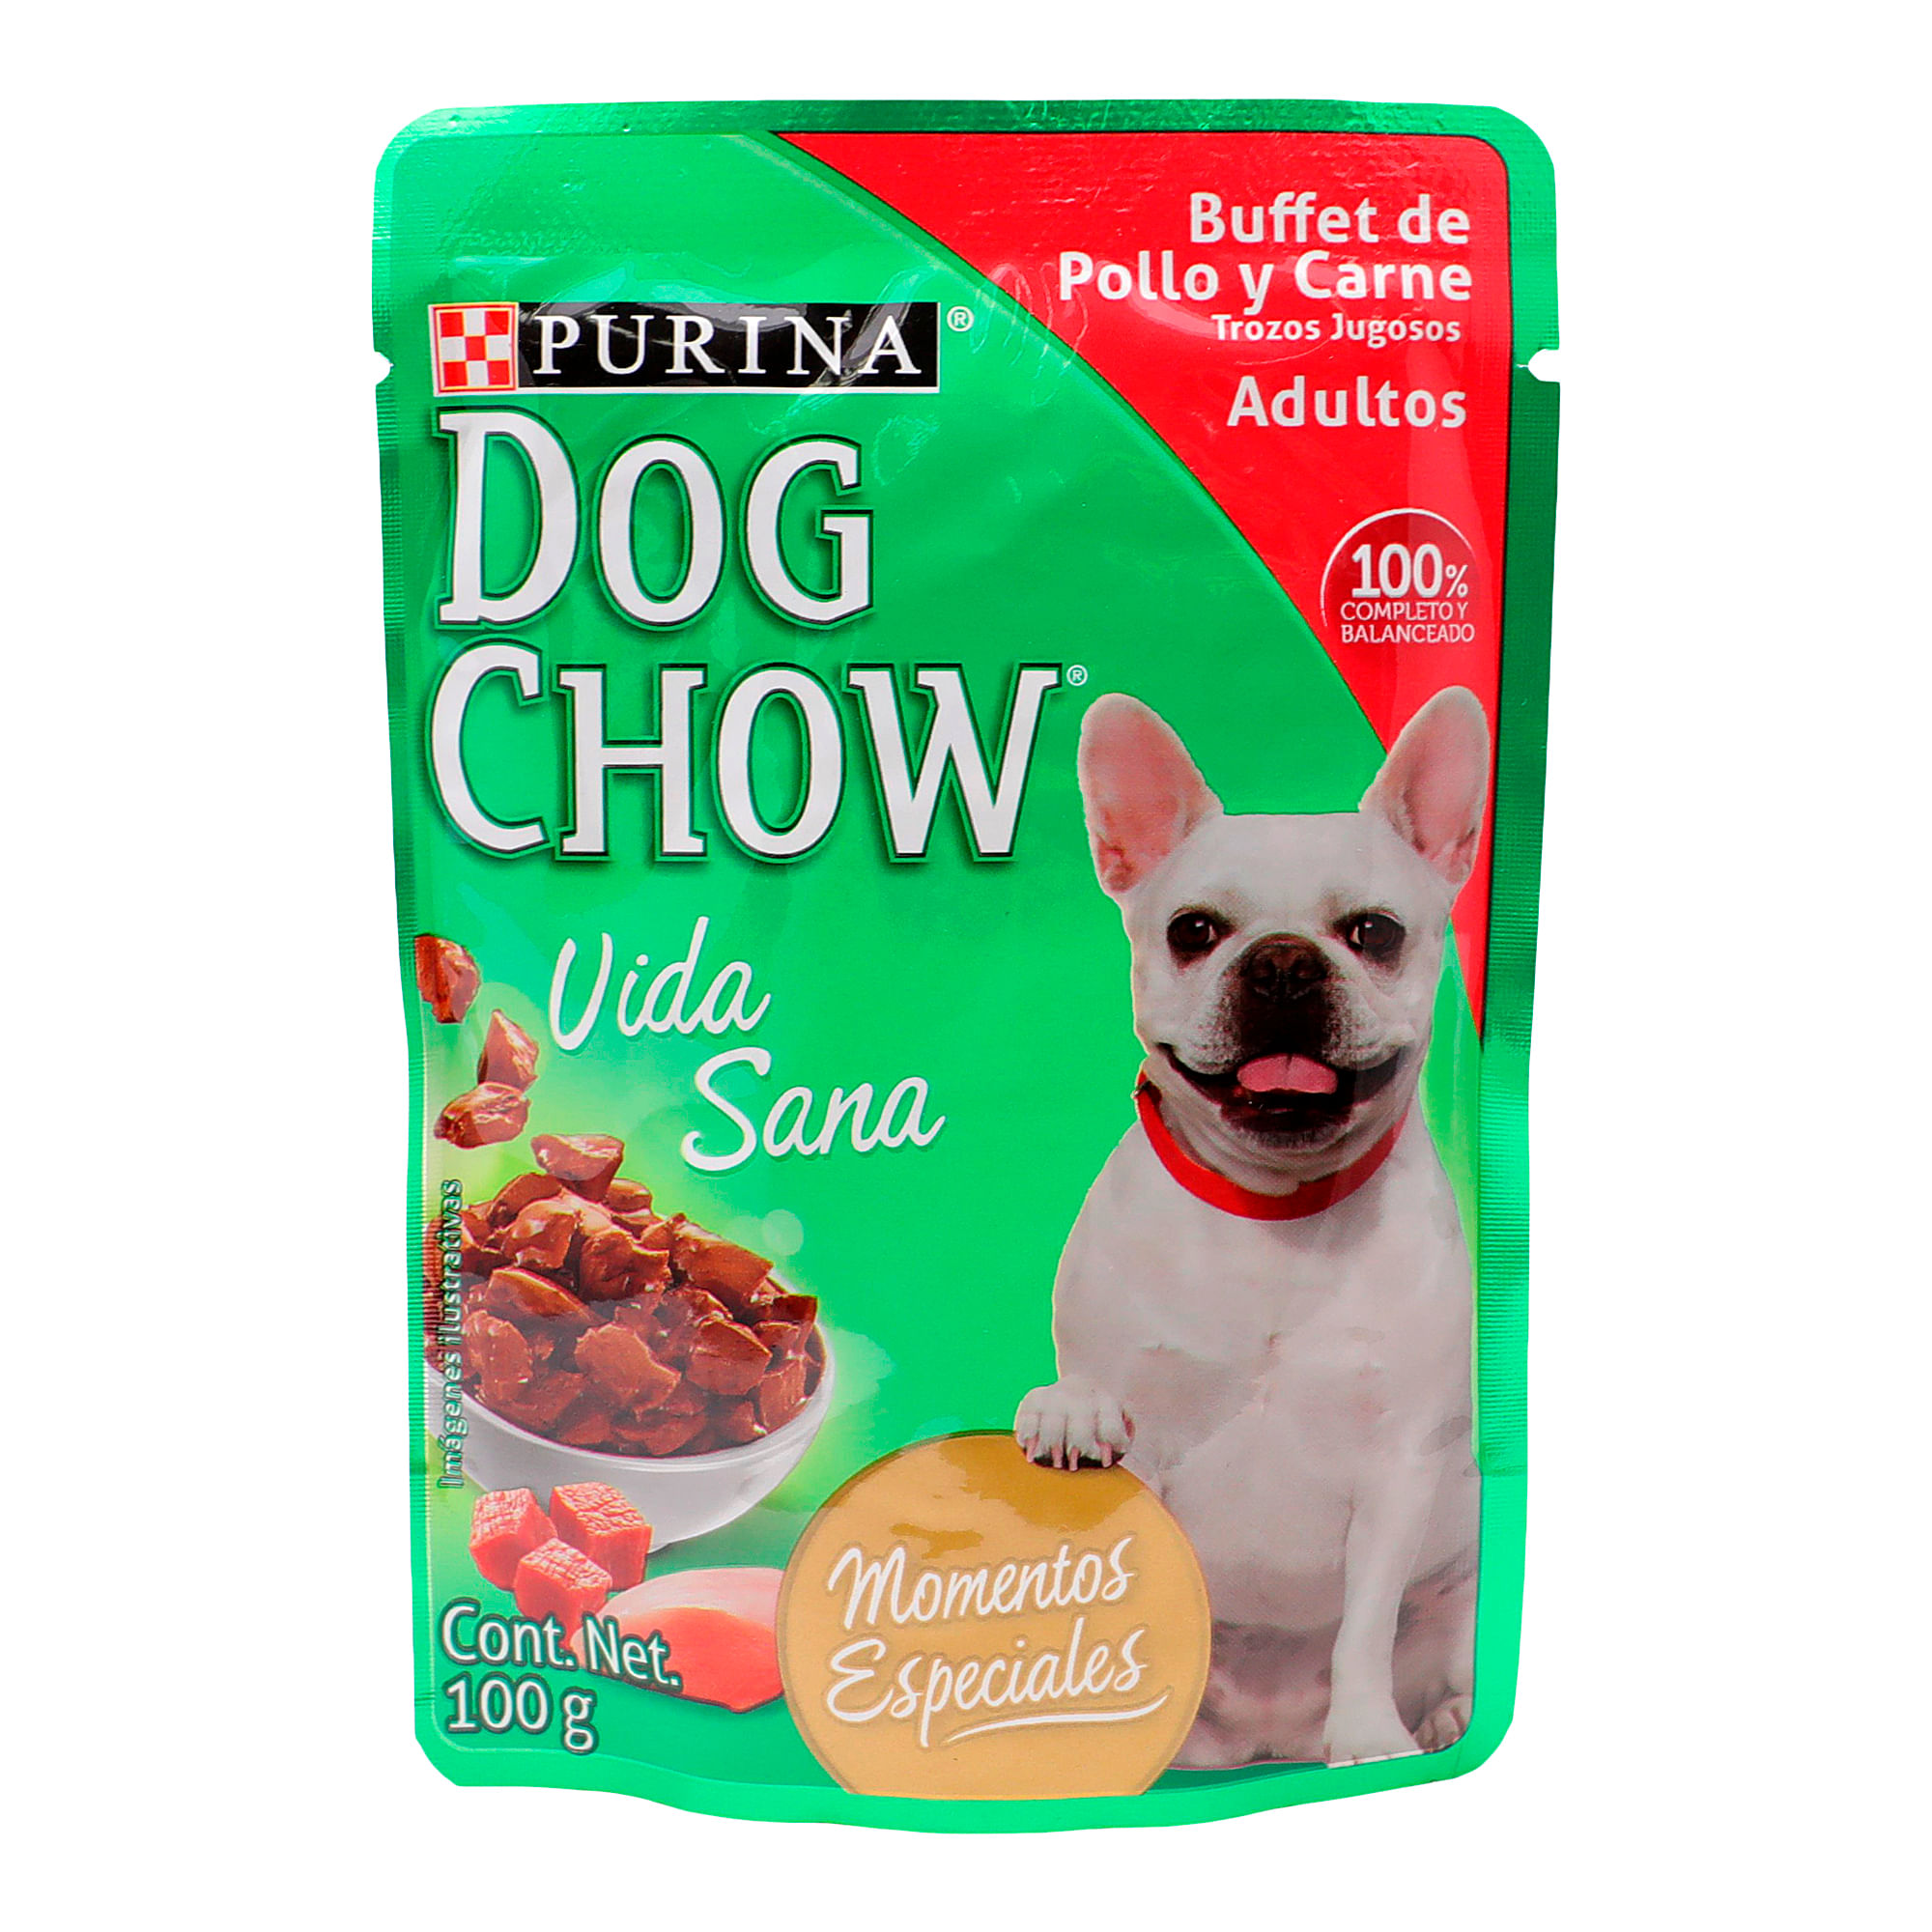 Buffet de
Pollo y Carne
Trozos Jugosos
Adultos
PURINA®
DOG
CHOW®
100%
COMPLETO Y
BALANCEADO
Vida
Sana
Imágenes ilustrativas
Momentos
Especiales
Cont. Net.
100 g